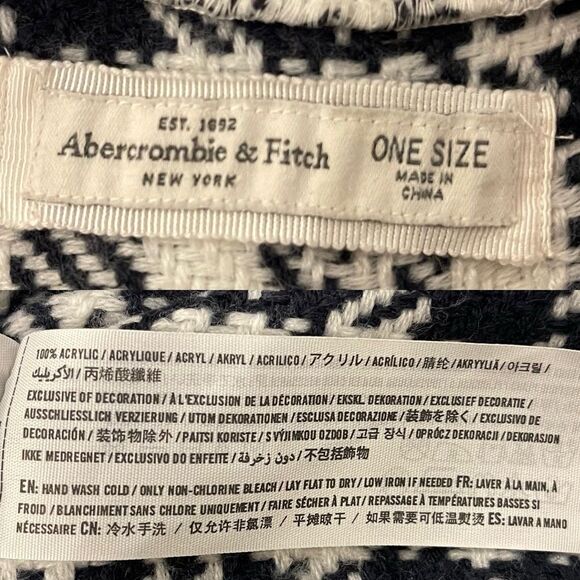 EST. 1892
Abercrombie & Fitch
NEW YORK
ONE SIZE
MADE IN
CHINA
100% ACRYLIC / ACRYLIQUE / ACRYL / AKRYL / ACRILICO / アクリル / ACRÍLICO / 腈纶 / AKRYYLIÄ / 아크릴 /
الأكريليك / 丙烯酸纖維
EXCLUSIVE OF DECORATION / À L'EXCLUSION DE LA DÉCORATION / EKSKL. DEKORATION / EXCLUSIEF DECORATIE /
AUSSCHLIESSLICH VERZIERUNG / UTOM DEKORATIONEN / ESCLUSA DECORAZIONE / 装飾を除く / EXCLUSIVO DE
DECORACIÓN / 装饰物除外 / PAITSI KORISTE / S VÝJIMKOU OZDOB / 고급 장식 / OPRÓCZ DEKORACJI / DEKORASJON
IKKE MEDREGNET / EXCLUSIVO DO ENFEITE / دون زخرفة / 不包括飾物
EN: HAND WASH COLD / ONLY NON-CHLORINE BLEACH / LAY FLAT TO DRY / LOW IRON IF NEEDED FR: LAVER À LA MAIN, À
FROID / BLANCHIMENT SANS CHLORE UNIQUEMENT / FAIRE SÉCHER À PLAT / REPASSAGE À TEMPÉRATURES BASSES SI
NÉCESSAIRE CN: 冷水手洗 / 仅允许非氯漂 / 平摊晾干 / 如果需要可低温熨烫 ES: LAVAR A MANO